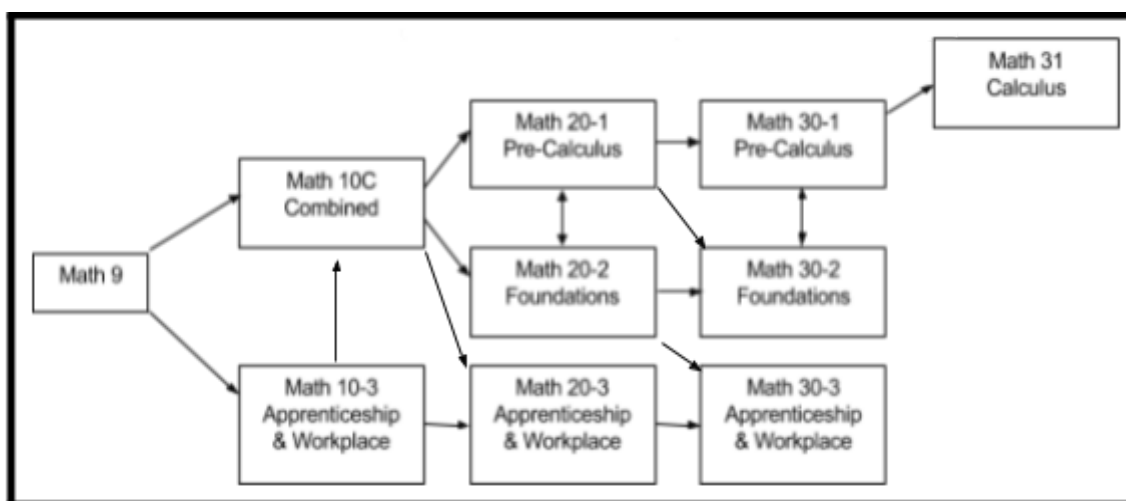 Math 9
Math 10C
Combined
Math 10-3
Apprenticeship
& Workplace
Math 20-1
Pre-Calculus
Math 20-2
Foundations
Math 20-3
Apprenticeship
& Workplace
Math 30-1
Pre-Calculus
Math 30-2
Foundations
Math 30-3
Apprenticeship
& Workplace
Math 31
Calculus